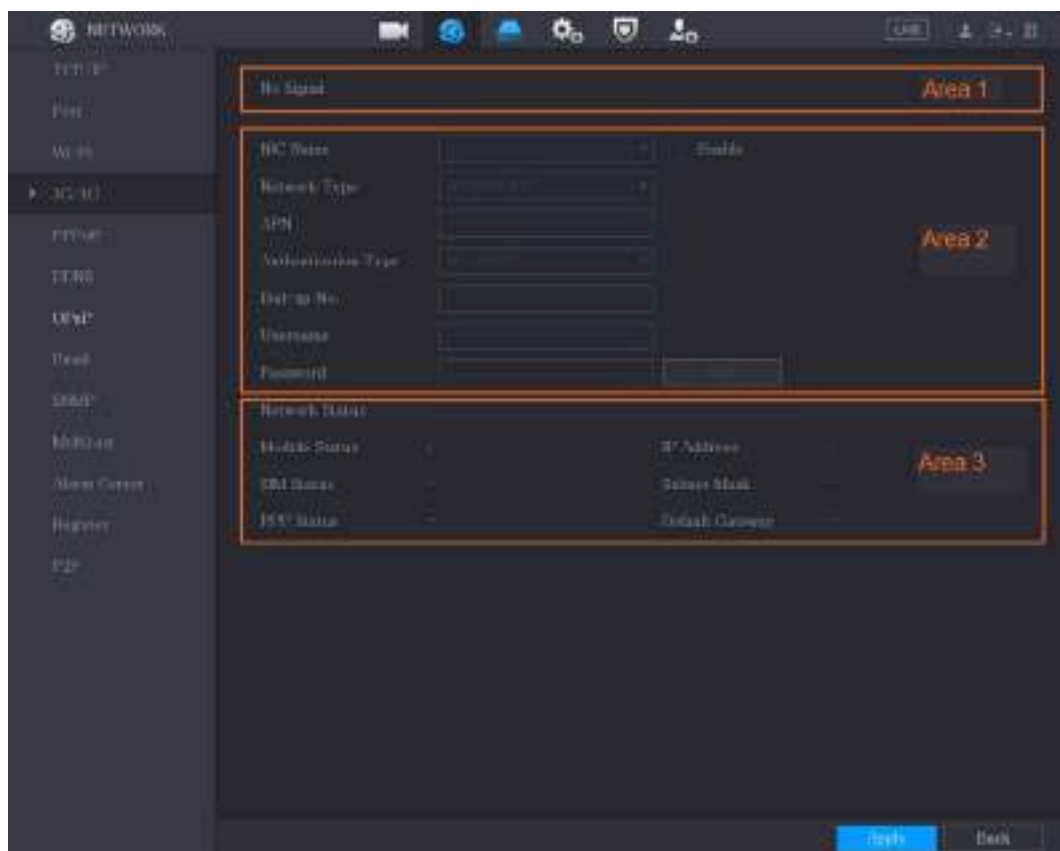 NETWORK
LIVE
TCP/IP
Port
Wi-Fi
3G/4G
PPPoE
DDNS
UPnP
Email
SNMP
Multicast
Alarm Center
Register
P2P
No Signal
Area 1
NIC Name
Enable
Network Type
APN
Area 2
Authentication Type
Dial-up No.
Username
Password
Network Status
Module Status
IP Address
Area 3
SIM Status
Subnet Mask
PPP Status
Default Gateway
Apply
Back